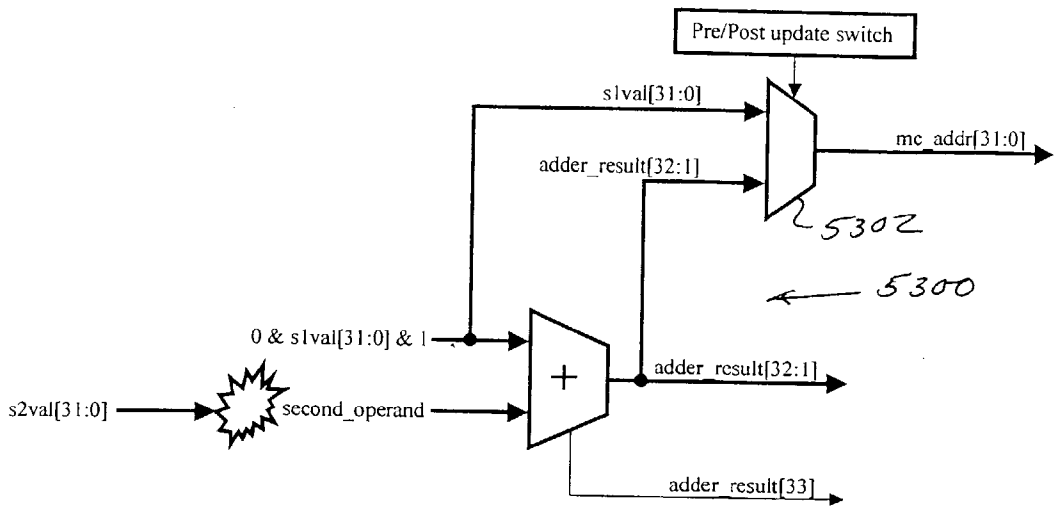 Pre/Post update switch
s1val[31:0]
mc_addr[31:0]
adder_result[32:1]
5302
5300
0 & s1val[31:0] & 1
+
adder_result[32:1]
s2val[31:0]
second_operand
adder_result[33]